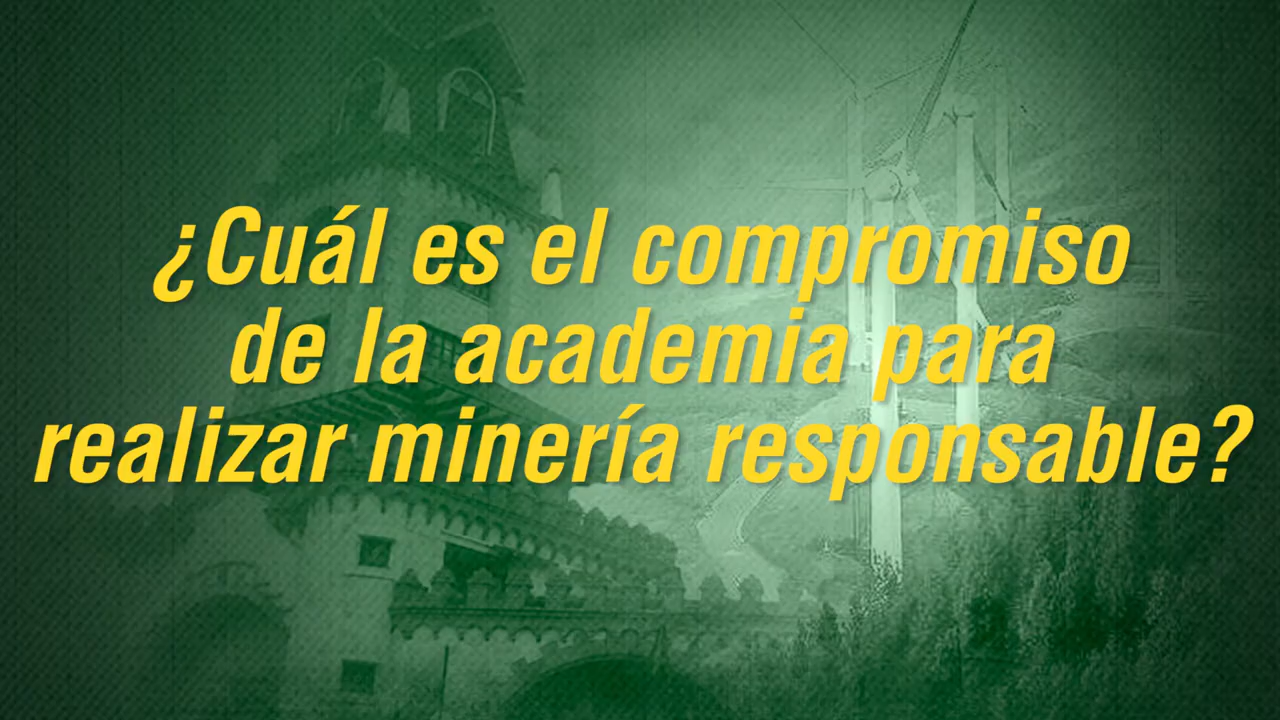 ¿Cuál es el compromiso
de la academia para
realizar minería responsable?